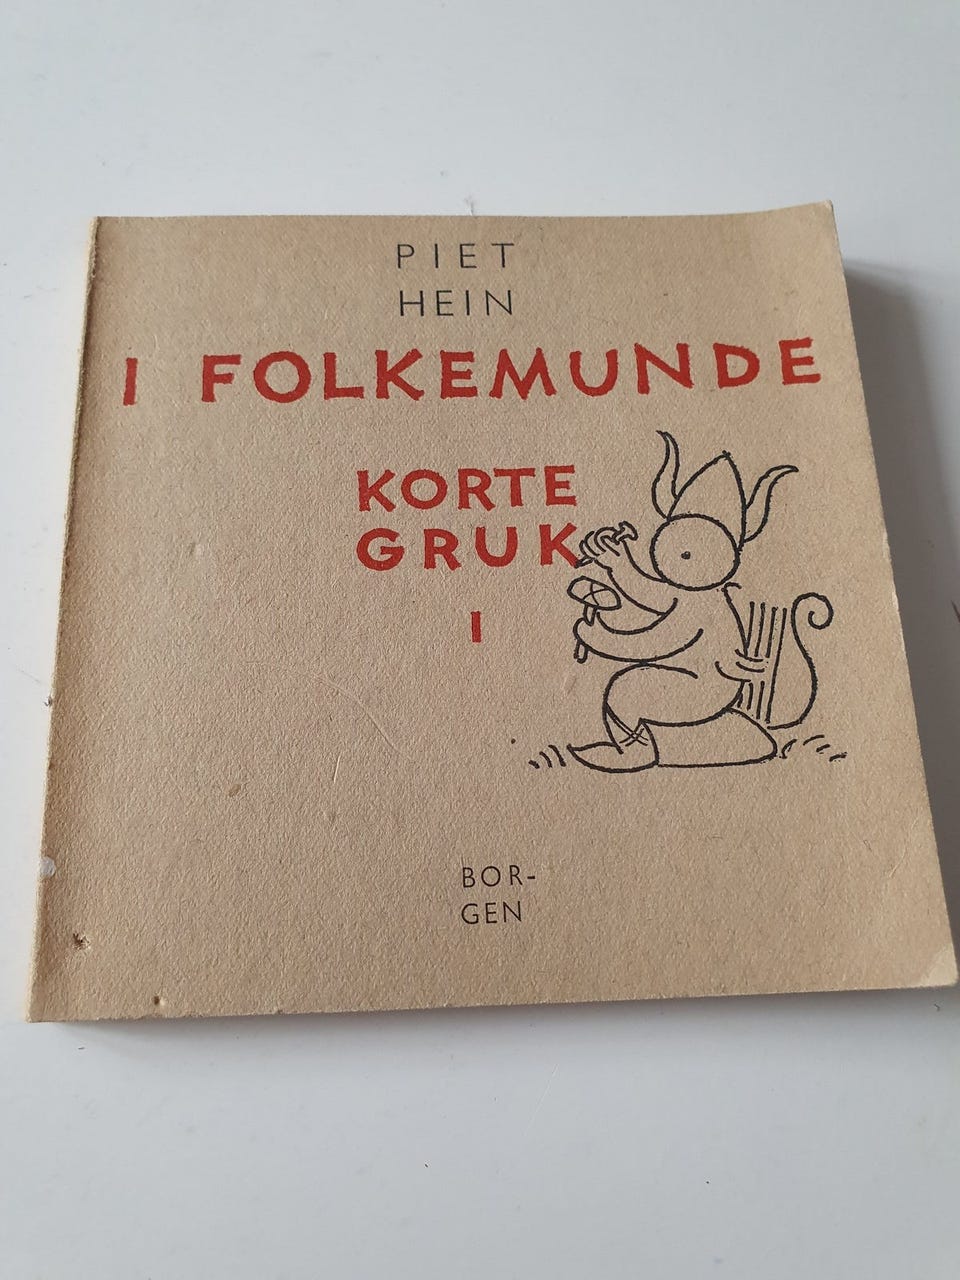 PIET
HEIN
I FOLKEMUNDE
KORTE
GRUK
I
BOR-
GEN